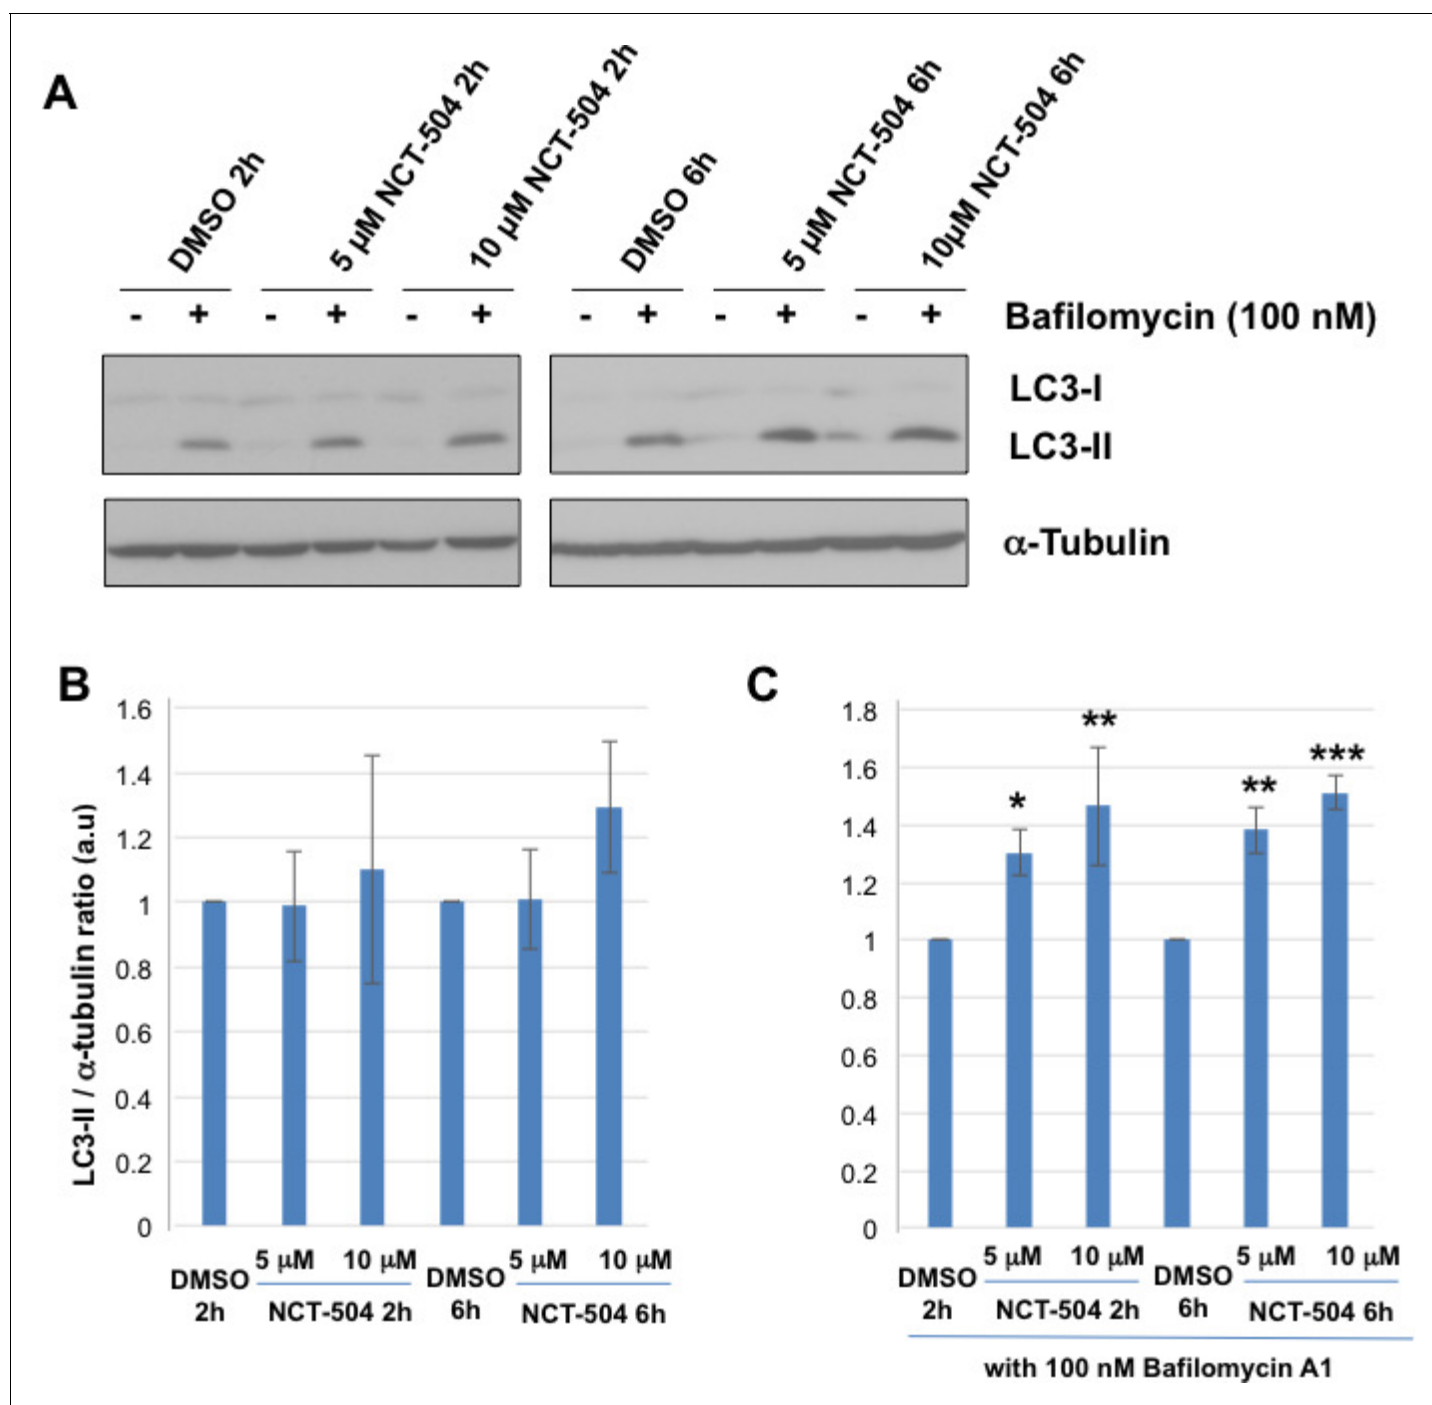 A
DMSO 2h
5 µM NCT-504 2h
10 µM NCT-504 2h
DMSO 6h
5 µM NCT-504 6h
10µM NCT-504 6h
- + - + - + - + - + - + Bafilomycin (100 nM)
LC3-I
LC3-II
α-Tubulin
B
LC3-II / α-tubulin ratio (a.u)
1.6
1.4
1.2
1
0.8
0.6
0.4
0.2
0
5 µM 10 µM 5 µM 10 µM
DMSO DMSO
2h NCT-504 2h 6h NCT-504 6h
C
1.8
1.6
1.4
1.2
1
0.8
0.6
0.4
0.2
0
* ** ** ***
5 µM 10 µM 5 µM 10 µM
DMSO DMSO
2h NCT-504 2h 6h NCT-504 6h
with 100 nM Bafilomycin A1